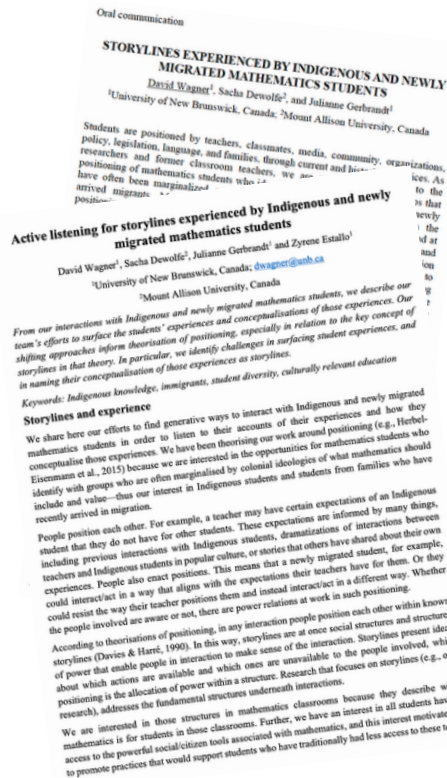 Oral communication
STORYLINES EXPERIENCED BY INDIGENOUS AND NEWLY
MIGRATED MATHEMATICS STUDENTS
David Wagner¹, Sacha Dewolfe², and Julianne Gerbrandt¹
¹University of New Brunswick, Canada; ²Mount Allison University, Canada
Students are positioned by teachers, classmates, media, community, organizations,
policy, legislation, language, and families, through current and
researchers and former classroom teachers, we are
positioning of mathematics students who
have often been marginalized
arrived migrants.
As
to the
that
newly
the
at
and
to
Active listening for storylines experienced by Indigenous and newly
migrated mathematics students
David Wagner¹, Sacha Dewolfe², Julianne Gerbrandt¹ and Zyrene Estallo¹
¹University of New Brunswick, Canada; dwagner@unb.ca
²Mount Allison University, Canada
From our interactions with Indigenous and newly migrated mathematics students, we describe our
team's efforts to surface the students' experiences and conceptualisations of those experiences. Our
shifting approaches inform theorisation of positioning, especially in relation to the key concept of
storylines in that theory. In particular, we identify challenges in surfacing student experiences, and
in naming their conceptualisation of those experiences as storylines.
Keywords: Indigenous knowledge, immigrants, student diversity, culturally relevant education
Storylines and experience
We share here our efforts to find generative ways to interact with Indigenous and newly migrated
mathematics students in order to listen to their accounts of their experiences and how they
conceptualise those experiences. We have been theorising our work around positioning (e.g., Herbel-
Eisenmann et al., 2015) because we are interested in the opportunities for mathematics students who
identify with groups who are often marginalised by colonial ideologies of what mathematics should
include and value—thus our interest in Indigenous students and students from families who have
recently arrived in migration.
People position each other. For example, a teacher may have certain expectations of an Indigenous
student that they do not have for other students. These expectations are informed by many things,
including previous interactions with Indigenous students, dramatizations of interactions between
teachers and Indigenous students in popular culture, or stories that others have shared about their own
experiences. People also enact positions. This means that a newly migrated student, for example,
could interact/act in a way that aligns with the expectations their teachers have for them. Or they
could resist the way their teacher positions them and instead interact/act in a different way. Whether
the people involved are aware or not, there are power relations at work in such positioning.
According to theorisations of positioning, in any interaction people position each other within known
storylines (Davies & Harré, 1990). In this way, storylines are at once social structures and structure
of power that enable people in interaction to make sense of the interaction. Storylines present idea
about which actions are available and which ones are unavailable to the people involved, whi
positioning is the allocation of power within a structure. Research that focuses on storylines (e.g., o
research), addresses the fundamental structures underneath interactions.
We are interested in those structures in mathematics classrooms because they describe w
mathematics is for students in those classrooms. Further, we have an interest in all students hav
access to the powerful social/citizen tools associated with mathematics, and this interest motivate
to promote practices that would support students who have traditionally had less access to these to